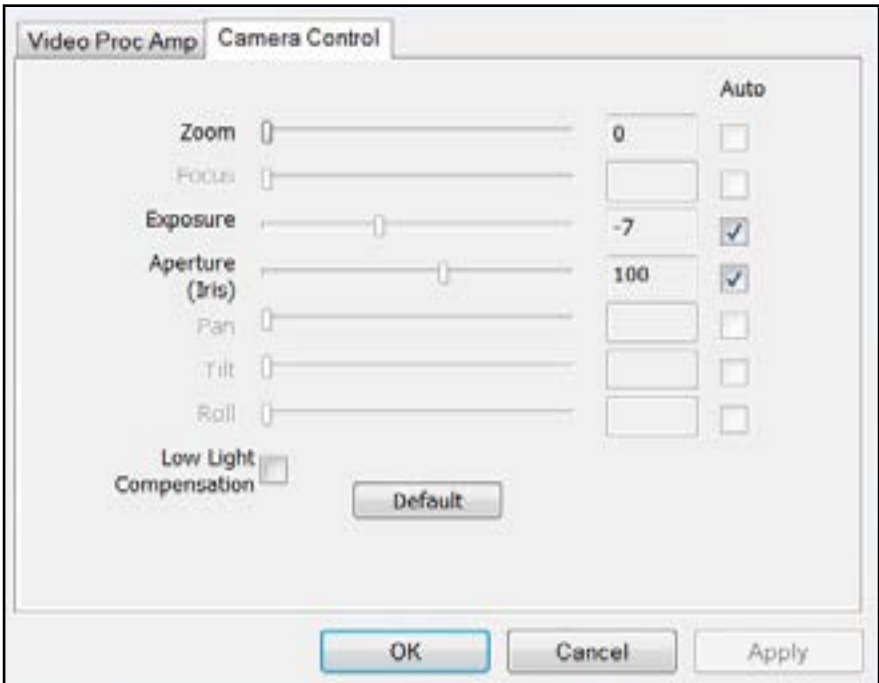 Video Proc Amp Camera Control
Auto
Zoom 0
Focus
Exposure -7
Aperture 100
(Iris)
Pan
Tilt
Roll
Low Light
Compensation
Default
OK Cancel Apply